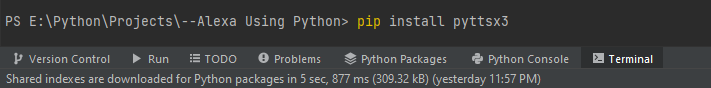 PS E:\Python\Projects\--Alexa Using Python> pip install pyttsx3
Version Control Run TODO Problems Python Packages Python Console Terminal
Shared indexes are downloaded for Python packages in 5 sec, 877 ms (309.32 kB) (yesterday 11:57 PM)